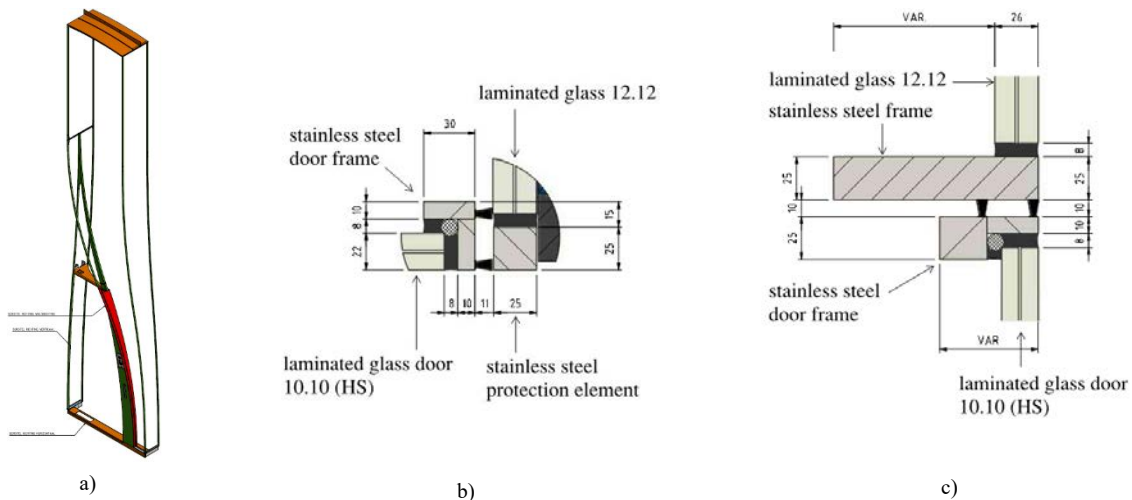 laminated glass 12.12
30
stainless steel
door frame
10
8
22
15
25
8
10
11
25
laminated glass door
10.10 (HS)
stainless steel
protection element
VAR.
26
laminated glass 12.12
stainless steel frame
25
10
25
8
25
10
10
8
stainless steel
door frame
VAR
laminated glass door
10.10 (HS)
a)
b)
c)